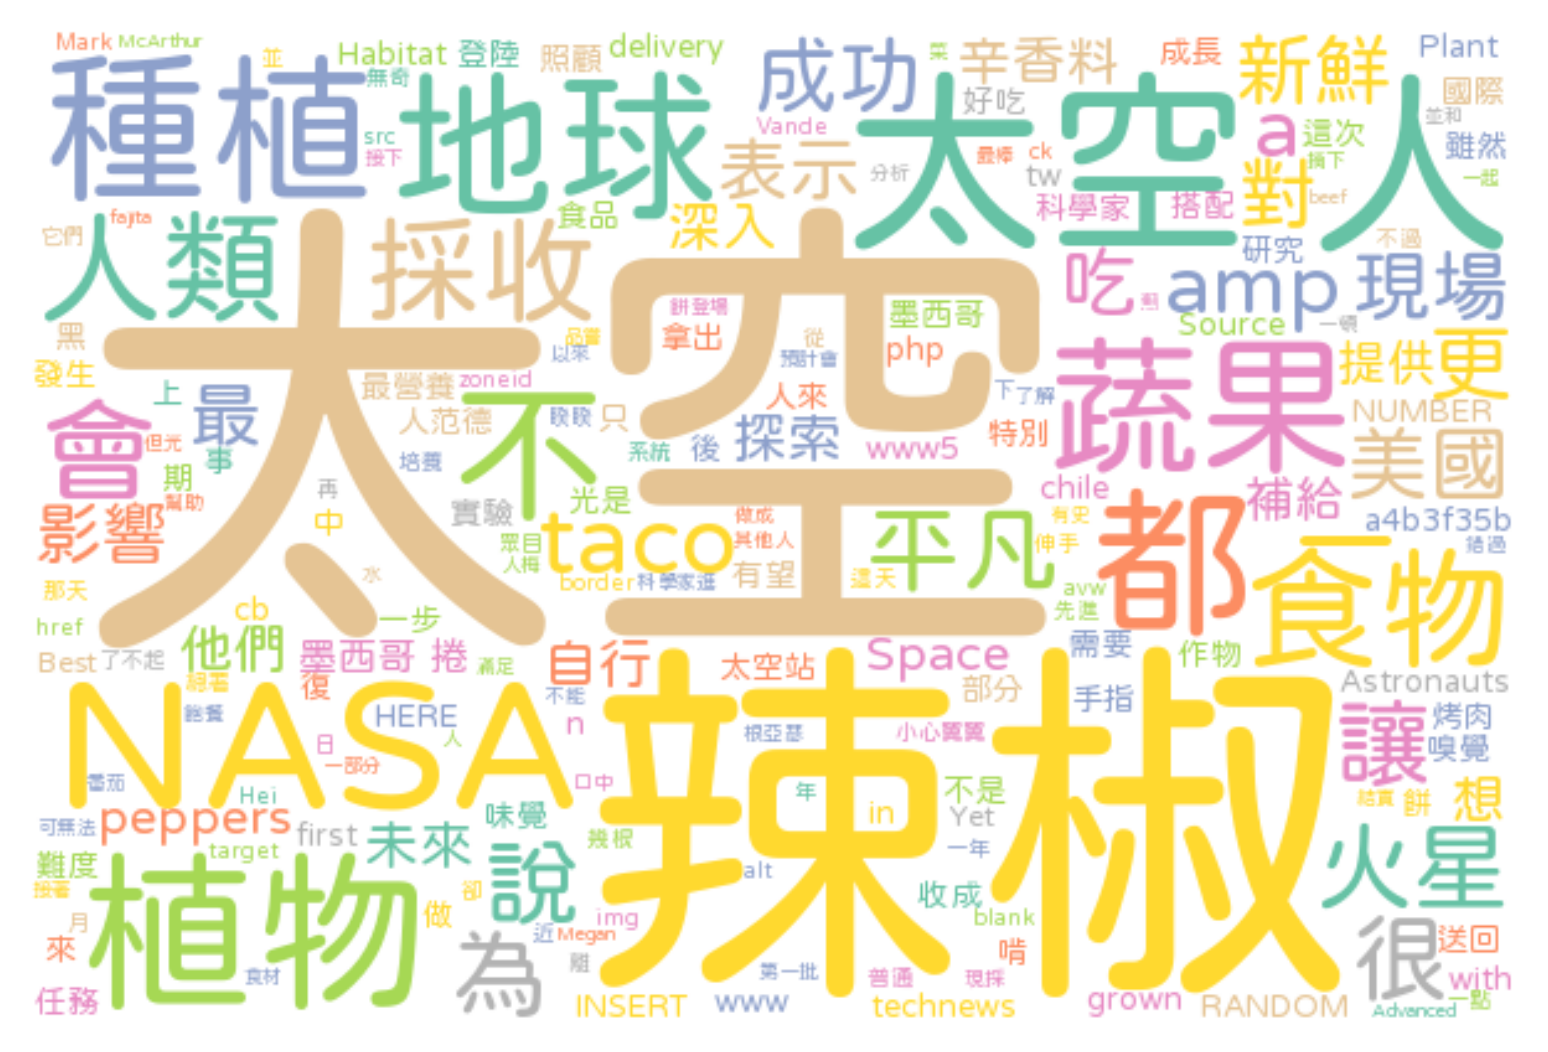 Mark McArthur 並 Habitat 登陸 照顧 delivery 成功 菜 辛香料 成長 新鮮 Plant
種植 無奇 地球 好吃 太空人 國際
src 接下 Vande 表示 分析 最棒 ck tw a 這次 摘下 並和 雖然
它們 fajita 食品 深入 科學家 搭配 對 beef 一起
人類 採收 研究 不過
太空 餅登場 墨西哥 吃 amp 現場
黑 品嘗 拿出 從 Source 一頓
發生 以來 預計會 php 蔬果 提供 更
上 最 最營養 zoneid 人來 下 了解 NUMBER
會 但光 人范德 不 睽睽 只 探索 特別 美國
事 期 培養 系統 後 www5
幫助 再 光是 chile 補給
影響 中 實驗 taco 做成 平凡 有史 都 a4b3f35b
眾目 其他人 伸手 錯過
那天 水 人梅 border 科學家進 有望 這天 avw 食物
href cb 一步 先進
Best 了不起 他們 墨西哥 捲 滿足 自行 太空站 Space 需要 作物
復 不能 部分 手指 Astronauts
NASA 飽餐 HERE n 辣椒 讓 烤肉
日 人 根亞瑟 小心翼翼 嗅覺
番茄 一部分 口中
Hei 年 不是 結實 餅 想
可無法 peppers first 未來 味覺 幾根 in Yet 火星
難度 target 一年
接著 植物 卻 說 alt 收成
月 做 img blank
來 為 近 Megan 啃 很 送回
食材 第一批 普通 現採 with
任務 INSERT www technews grown RANDOM Advanced 一點